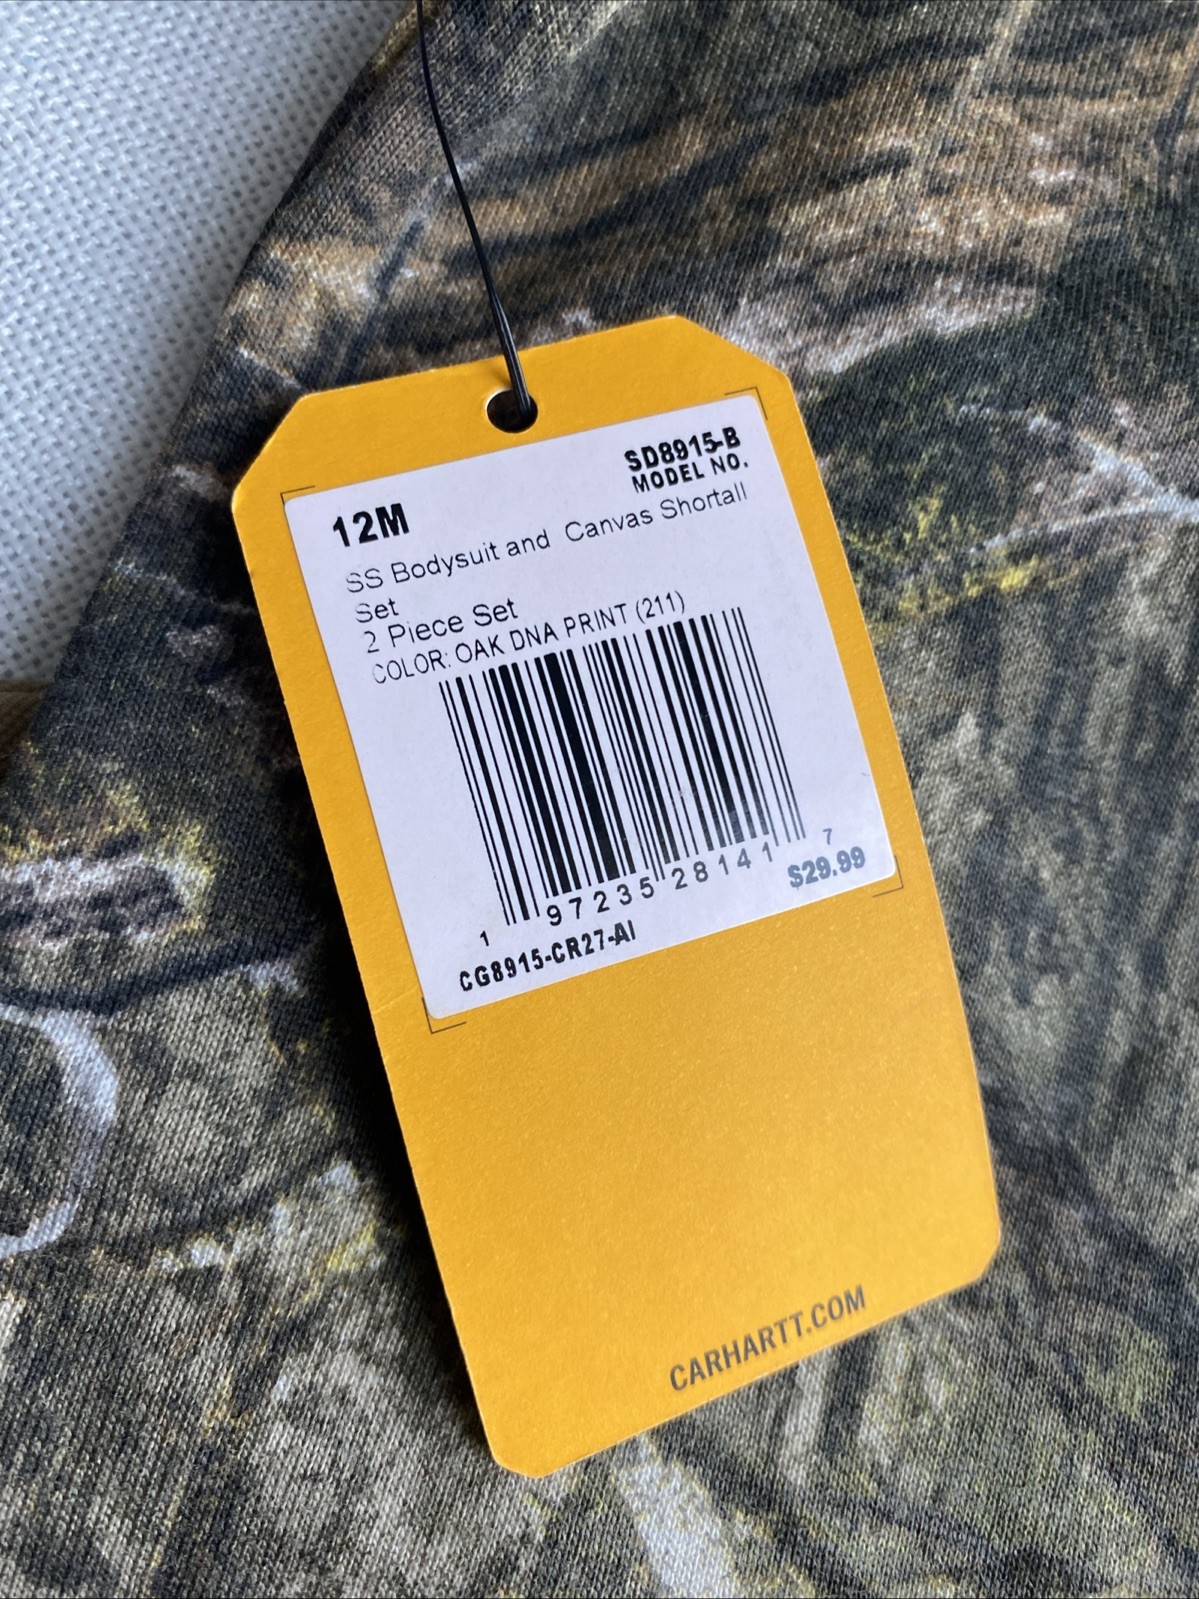 SD8915-B
MODEL NO.
12M
SS Bodysuit and Canvas Shortall
Set
2 Piece Set
COLOR: OAK DNA PRINT (211)
1 97235 28141 7
$29.99
CG8915-CR27-AI
CARHARTT.COM